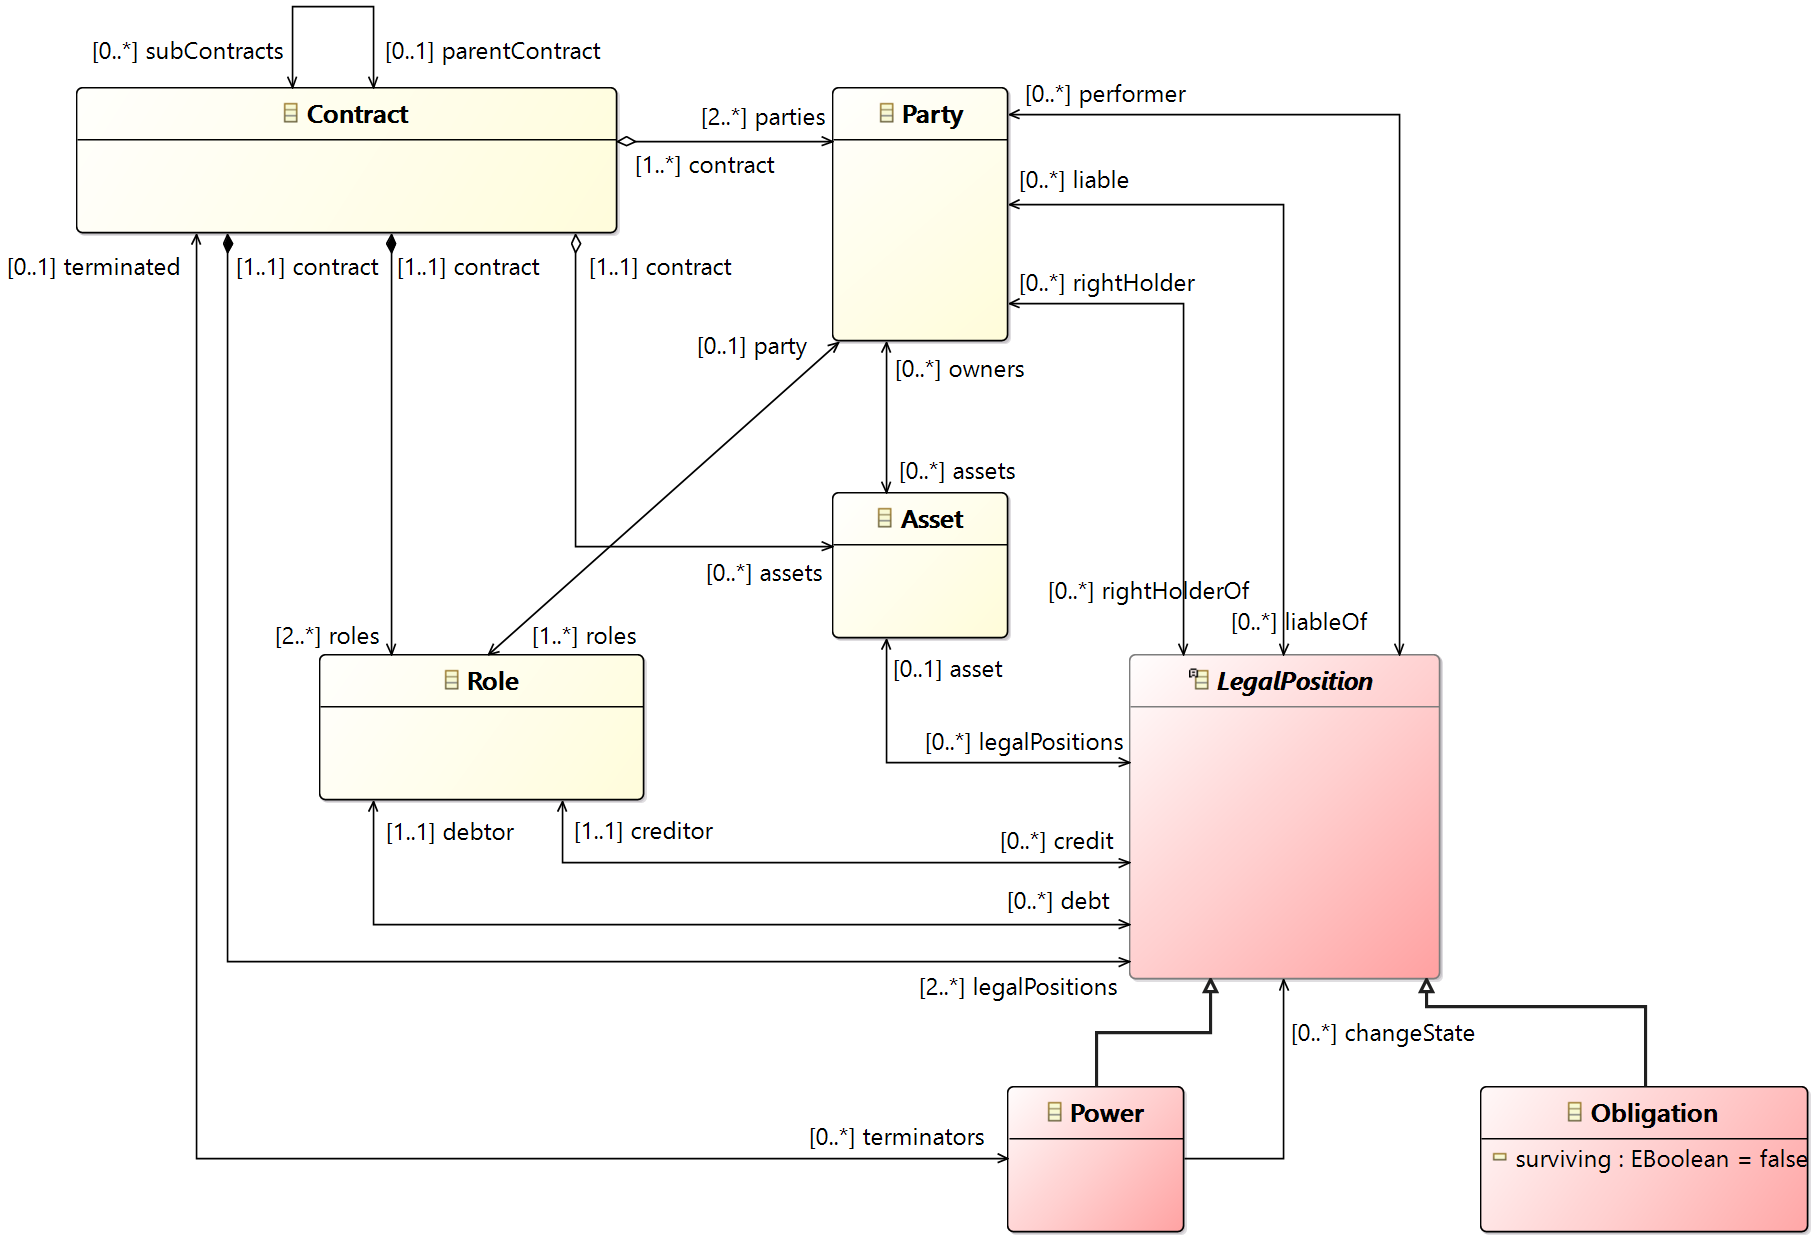 [0..*] subContracts
[0..1] parentContract
Contract
[2..*] parties
[1..*] contract
Party
[0..*] performer
[0..*] liable
[0..*] rightHolder
[0..1] terminated
[1..1] contract
[1..1] contract
[1..1] contract
[0..1] party
[0..*] owners
[0..*] assets
Asset
[0..*] assets
[0..*] rightHolderOf
[0..*] liableOf
[2..*] roles
[1..*] roles
Role
[0..1] asset
LegalPosition
[0..*] legalPositions
[1..1] debtor
[1..1] creditor
[0..*] credit
[0..*] debt
[2..*] legalPositions
[0..*] changeState
Power
Obligation
[0..*] terminators
surviving : EBoolean = false